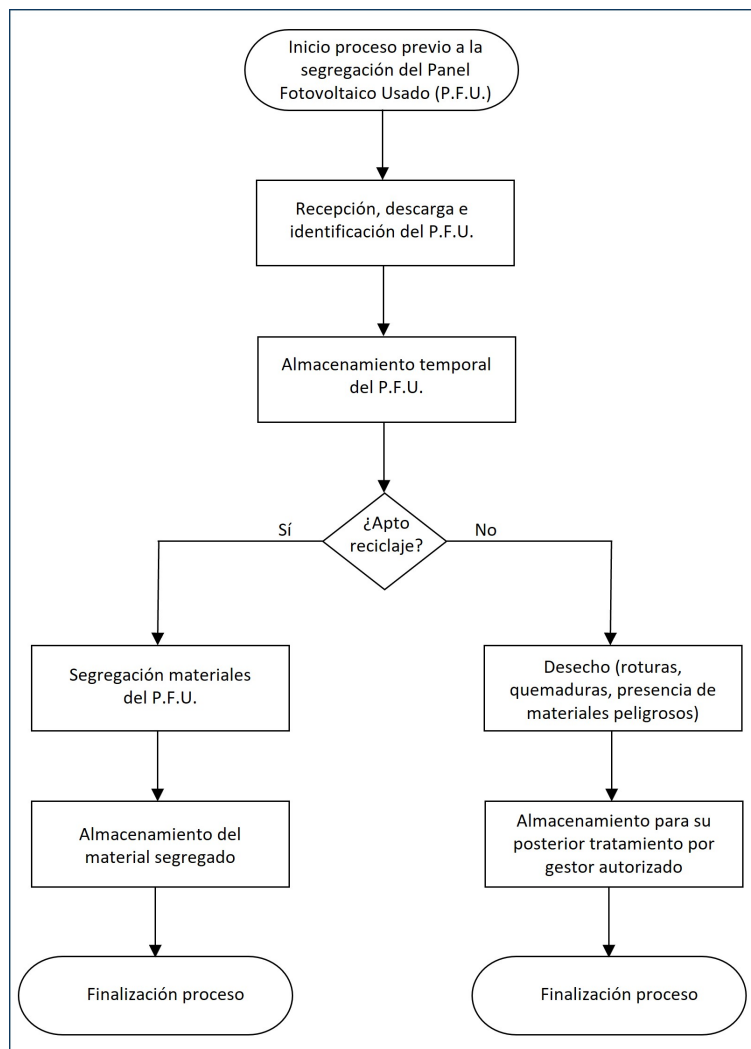 Inicio proceso previo a la
segregación del Panel
Fotovoltaico Usado (P.F.U.)
Recepción, descarga e
identificación del P.F.U.
Almacenamiento temporal
del P.F.U.
¿Apto
reciclaje?
Sí
No
Segregación materiales
del P.F.U.
Desecho (roturas,
quemaduras, presencia de
materiales peligrosos)
Almacenamiento del
material segregado
Almacenamiento para su
posterior tratamiento por
gestor autorizado
Finalización proceso
Finalización proceso